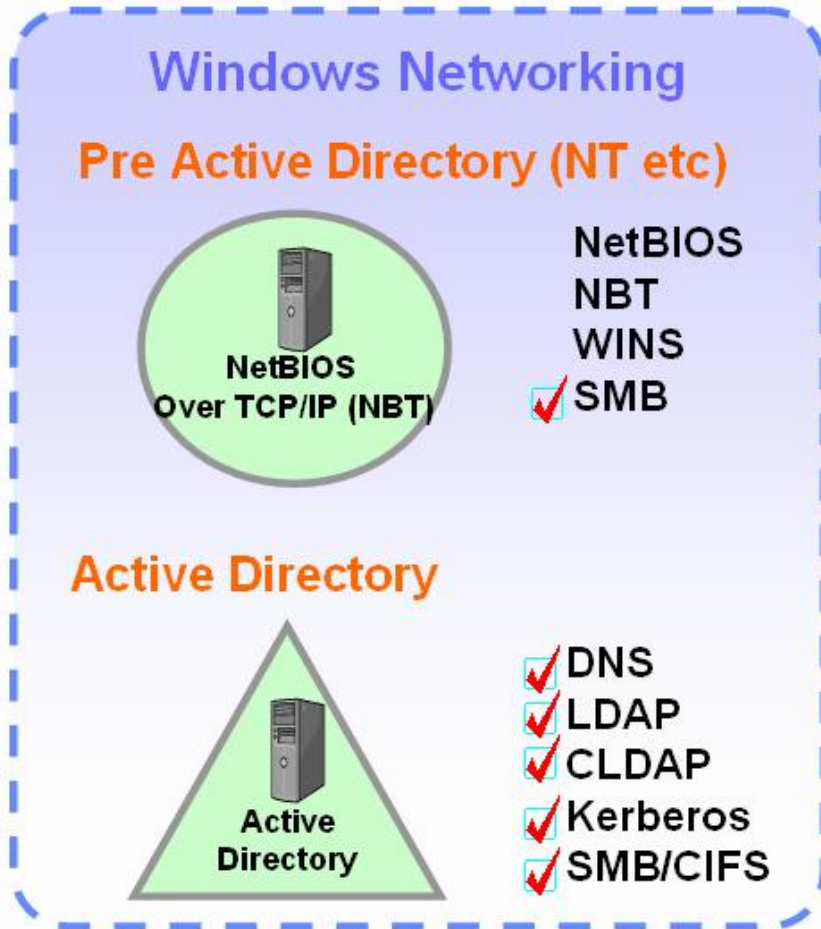 Windows Networking
Pre Active Directory (NT etc)
NetBIOS
Over TCP/IP (NBT)
NetBIOS
NBT
WINS
SMB
Active Directory
Active
Directory
DNS
LDAP
CLDAP
Kerberos
SMB/CIFS